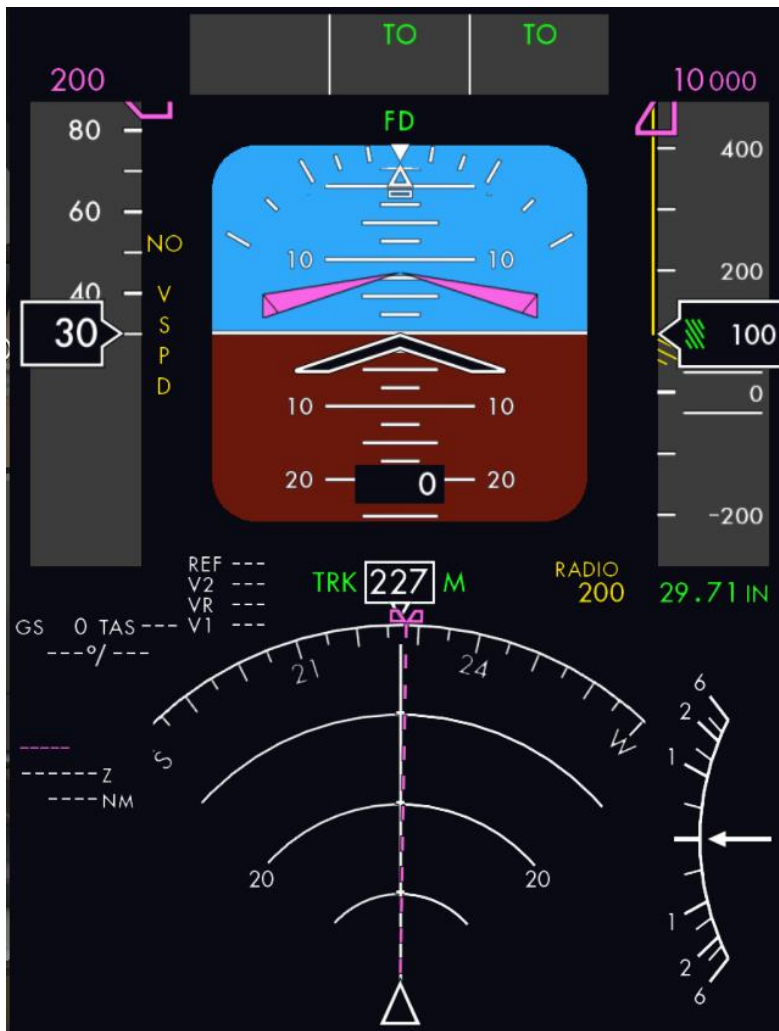 TO TO
200 10 000
FD
80 400
60
NO
10 10 200
40 V
S
30 P 100
D
10 10 0
20 0 20
-200
REF ---
V2 ---
VR ---
V1 ---
TRK 227 M
RADIO
200
29.71 IN
GS 0 TAS ---
---°/---
21 24
S W
-----
------Z
----NM
20 20
6
2
1
1
2
6